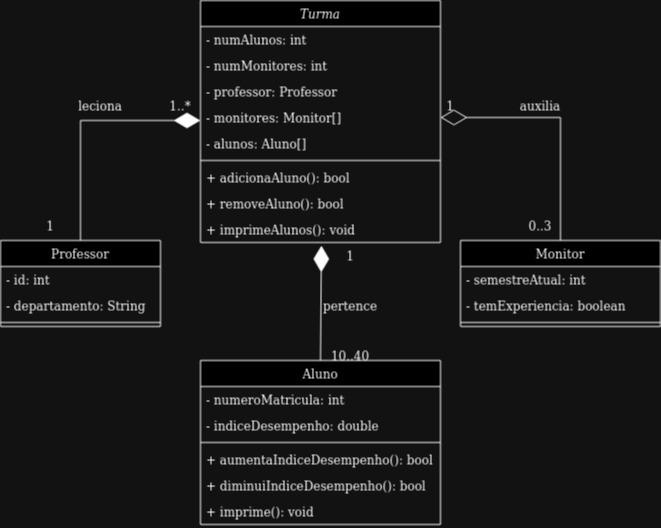 Turma
- numAlunos: int
- numMonitores: int
- professor: Professor
- monitores: Monitor[]
- alunos: Aluno[]
+ adicionaAluno(): bool
+ removeAluno(): bool
+ imprimeAlunos(): void
leciona
1..*
1
1
auxilia
0..3
Professor
- id: int
- departamento: String
1
pertence
10..40
Monitor
- semestreAtual: int
- temExperiencia: boolean
Aluno
- numeroMatricula: int
- indiceDesempenho: double
+ aumentaIndiceDesempenho(): bool
+ diminuiIndiceDesempenho(): bool
+ imprime(): void